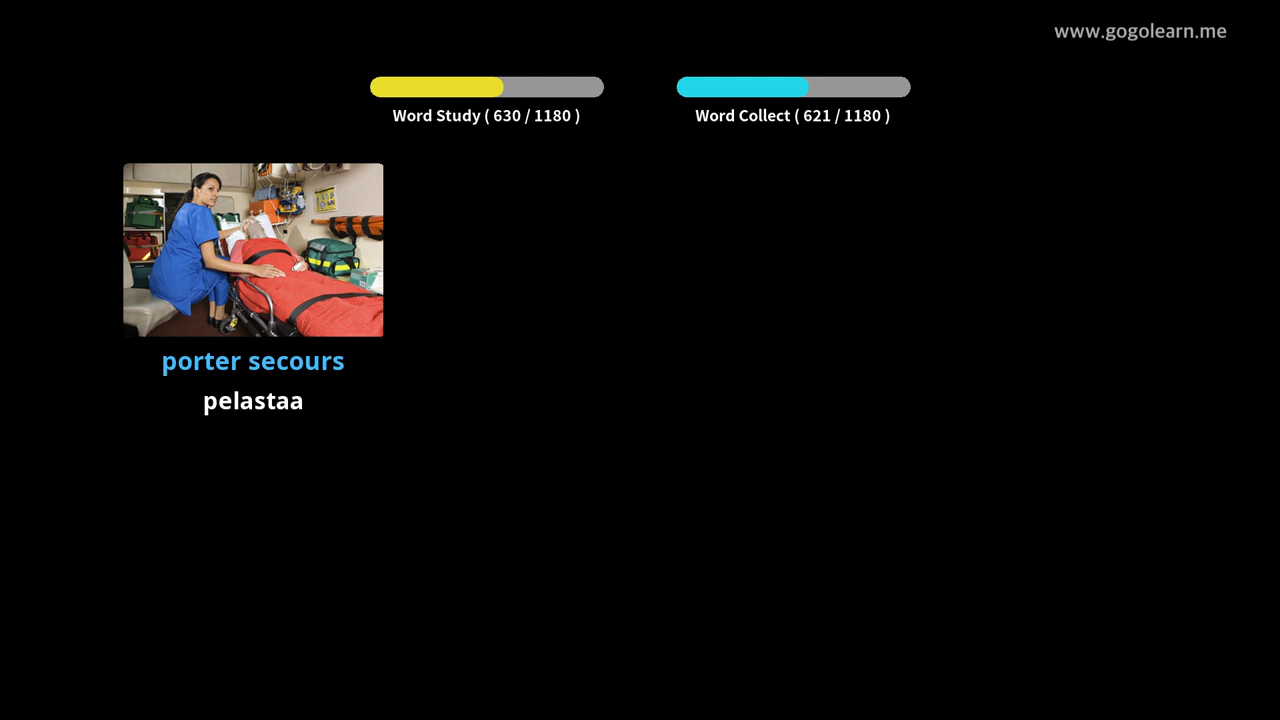 www.gogolearn.me
Word Study ( 630 / 1180 )
Word Collect ( 621 / 1180 )
porter secours
pelastaa